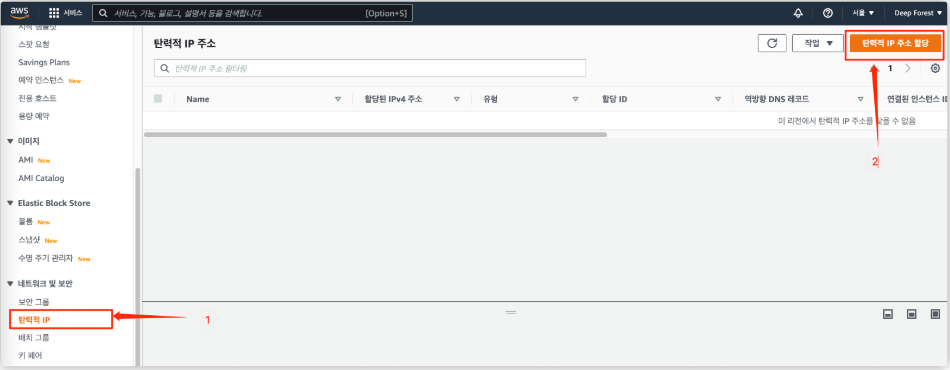 aws
서비스
서비스, 기능, 블로그, 설명서 등을 검색합니다.
[Option+S]
서울 ▼
Deep Forest ▼
스팟 요청
Savings Plans
예약 인스턴스 New
전용 호스트
용량 예약
▼ 이미지
AMI New
AMI Catalog
▼ Elastic Block Store
볼륨 New
스냅샷 New
수명 주기 관리자 New
▼ 네트워크 및 보안
보안 그룹
탄력적 IP
배치 그룹
키 페어
1
탄력적 IP 주소
작업 ▼
탄력적 IP 주소 할당
탄력적 IP 주소 필터링
1
Name
할당된 IPv4 주소
유형
할당 ID
역방향 DNS 레코드
연결된 인스턴스 ID
이 리전에서 탄력적 IP 주소를 찾을 수 없음
2